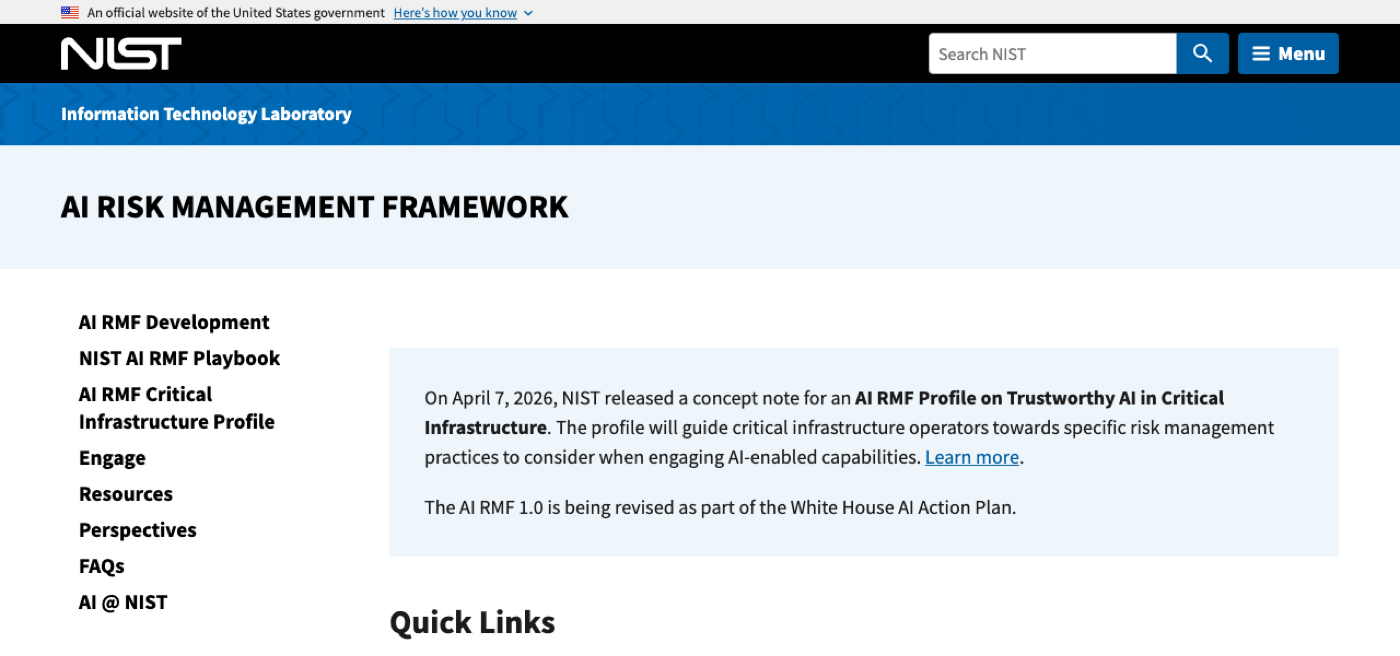 An official website of the United States government Here's how you know
NIST
Search NIST
Menu
Information Technology Laboratory
AI RISK MANAGEMENT FRAMEWORK
AI RMF Development
NIST AI RMF Playbook
AI RMF Critical
Infrastructure Profile
Engage
Resources
Perspectives
FAQs
AI @ NIST
On April 7, 2026, NIST released a concept note for an AI RMF Profile on Trustworthy AI in Critical
Infrastructure. The profile will guide critical infrastructure operators towards specific risk management
practices to consider when engaging AI-enabled capabilities. Learn more.
The AI RMF 1.0 is being revised as part of the White House AI Action Plan.
Quick Links